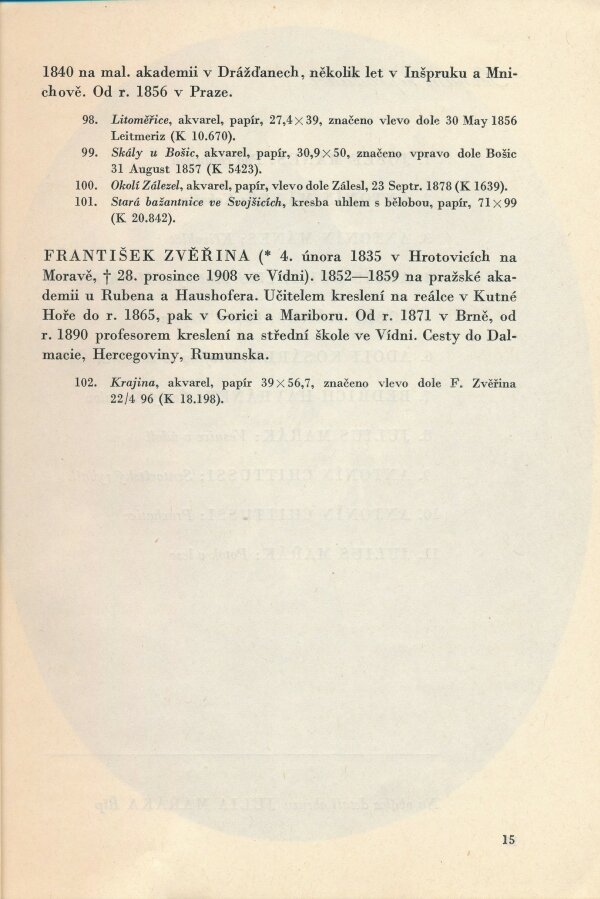 1840 na mal. akademii v Drážďanech, několik let v Inšpruku a Mni-
chově. Od r. 1856 v Praze.
98. Litoměřice, akvarel, papír, 27,4×39, značeno vlevo dole 30 May 1856
Leitmeriz (K 10.670).
99. Skály u Bošic, akvarel, papír, 30,9×50, značeno vpravo dole Bošic
31 August 1857 (K 5423).
100. Okolí Zálezel, akvarel, papír, vlevo dole Zálesl, 23 Septr. 1878 (K 1639).
101. Stará bažantnice ve Svojšicích, kresba uhlem s bělobou, papír, 71×99
(K 20.842).
FRANTIŠEK ZVĚŘINA (* 4. února 1835 v Hrotovicích na
Moravě, † 28. prosince 1908 ve Vídni). 1852—1859 na pražské aka-
demii u Rubena a Haushofera. Učitelem kreslení na reálce v Kutné
Hoře do r. 1865, pak v Gorici a Mariboru. Od r. 1871 v Brně, od
r. 1890 profesorem kreslení na střední škole ve Vídni. Cesty do Dal-
macie, Hercegoviny, Rumunska.
102. Krajina, akvarel, papír 39×56,7, značeno vlevo dole F. Zvěřina
22/4 96 (K 18.198).
15